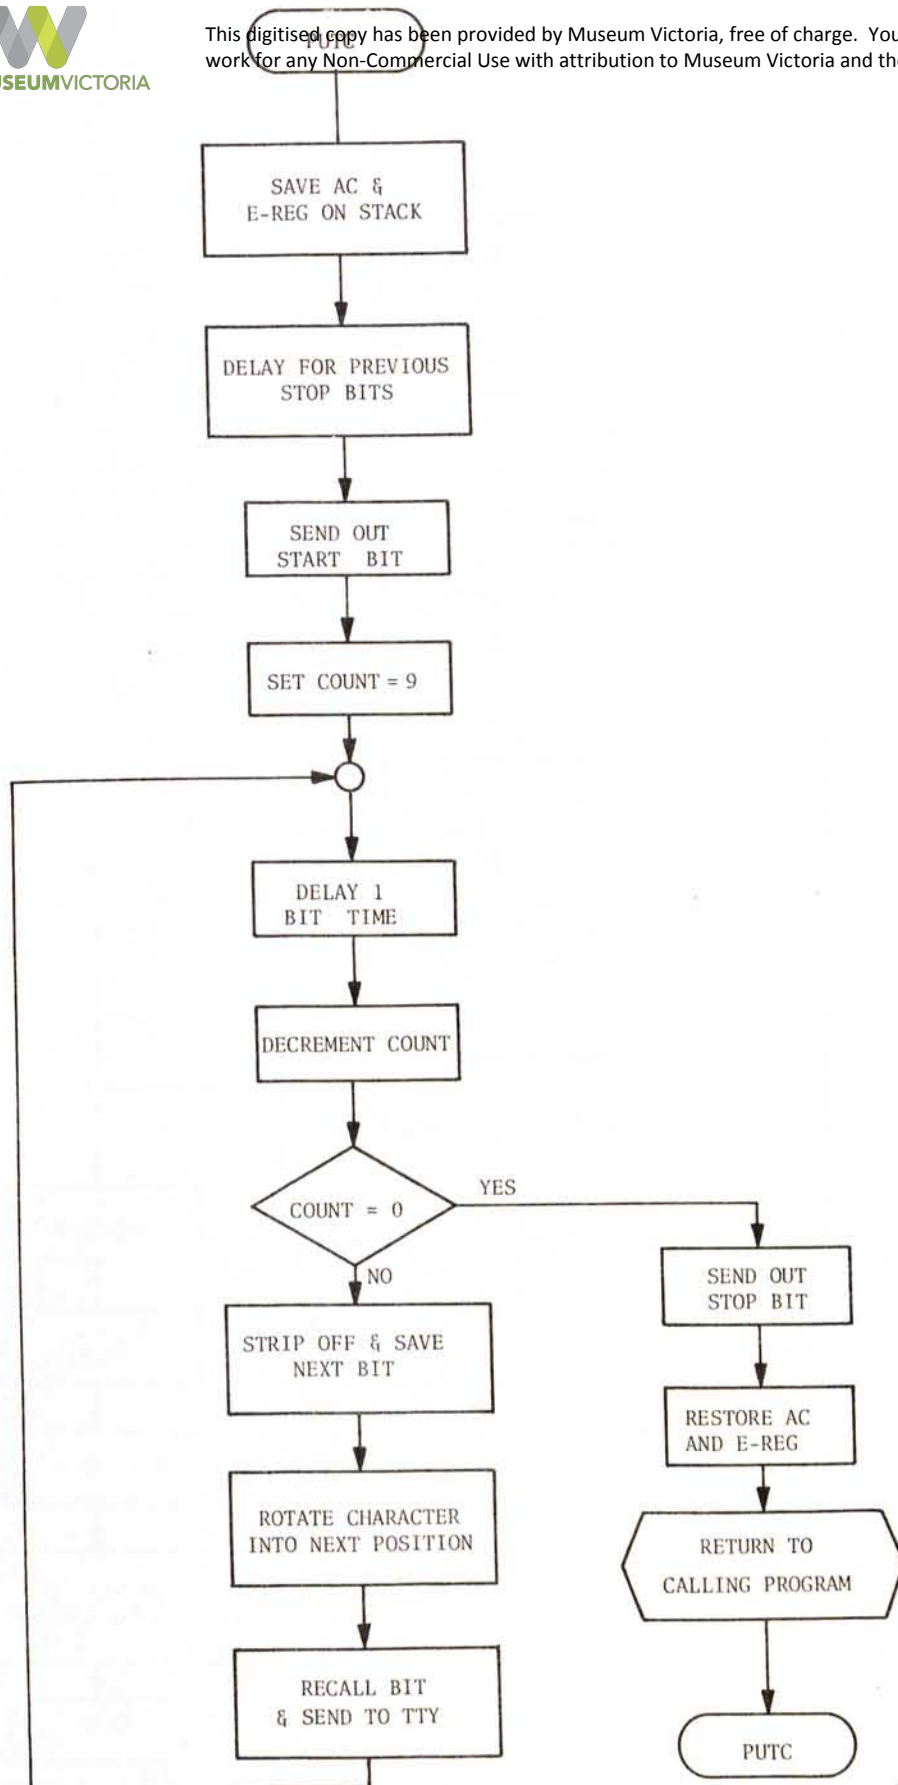 MUSEUMVICTORIA
This digitised copy has been provided by Museum Victoria, free of charge. You
work for any Non-Commercial Use with attribution to Museum Victoria and the
PUTC
SAVE AC &
E-REG ON STACK
DELAY FOR PREVIOUS
STOP BITS
SEND OUT
START BIT
SET COUNT = 9
DELAY 1
BIT TIME
DECREMENT COUNT
COUNT = 0
YES
NO
SEND OUT
STOP BIT
STRIP OFF & SAVE
NEXT BIT
RESTORE AC
AND E-REG
ROTATE CHARACTER
INTO NEXT POSITION
RETURN TO
CALLING PROGRAM
RECALL BIT
& SEND TO TTY
PUTC